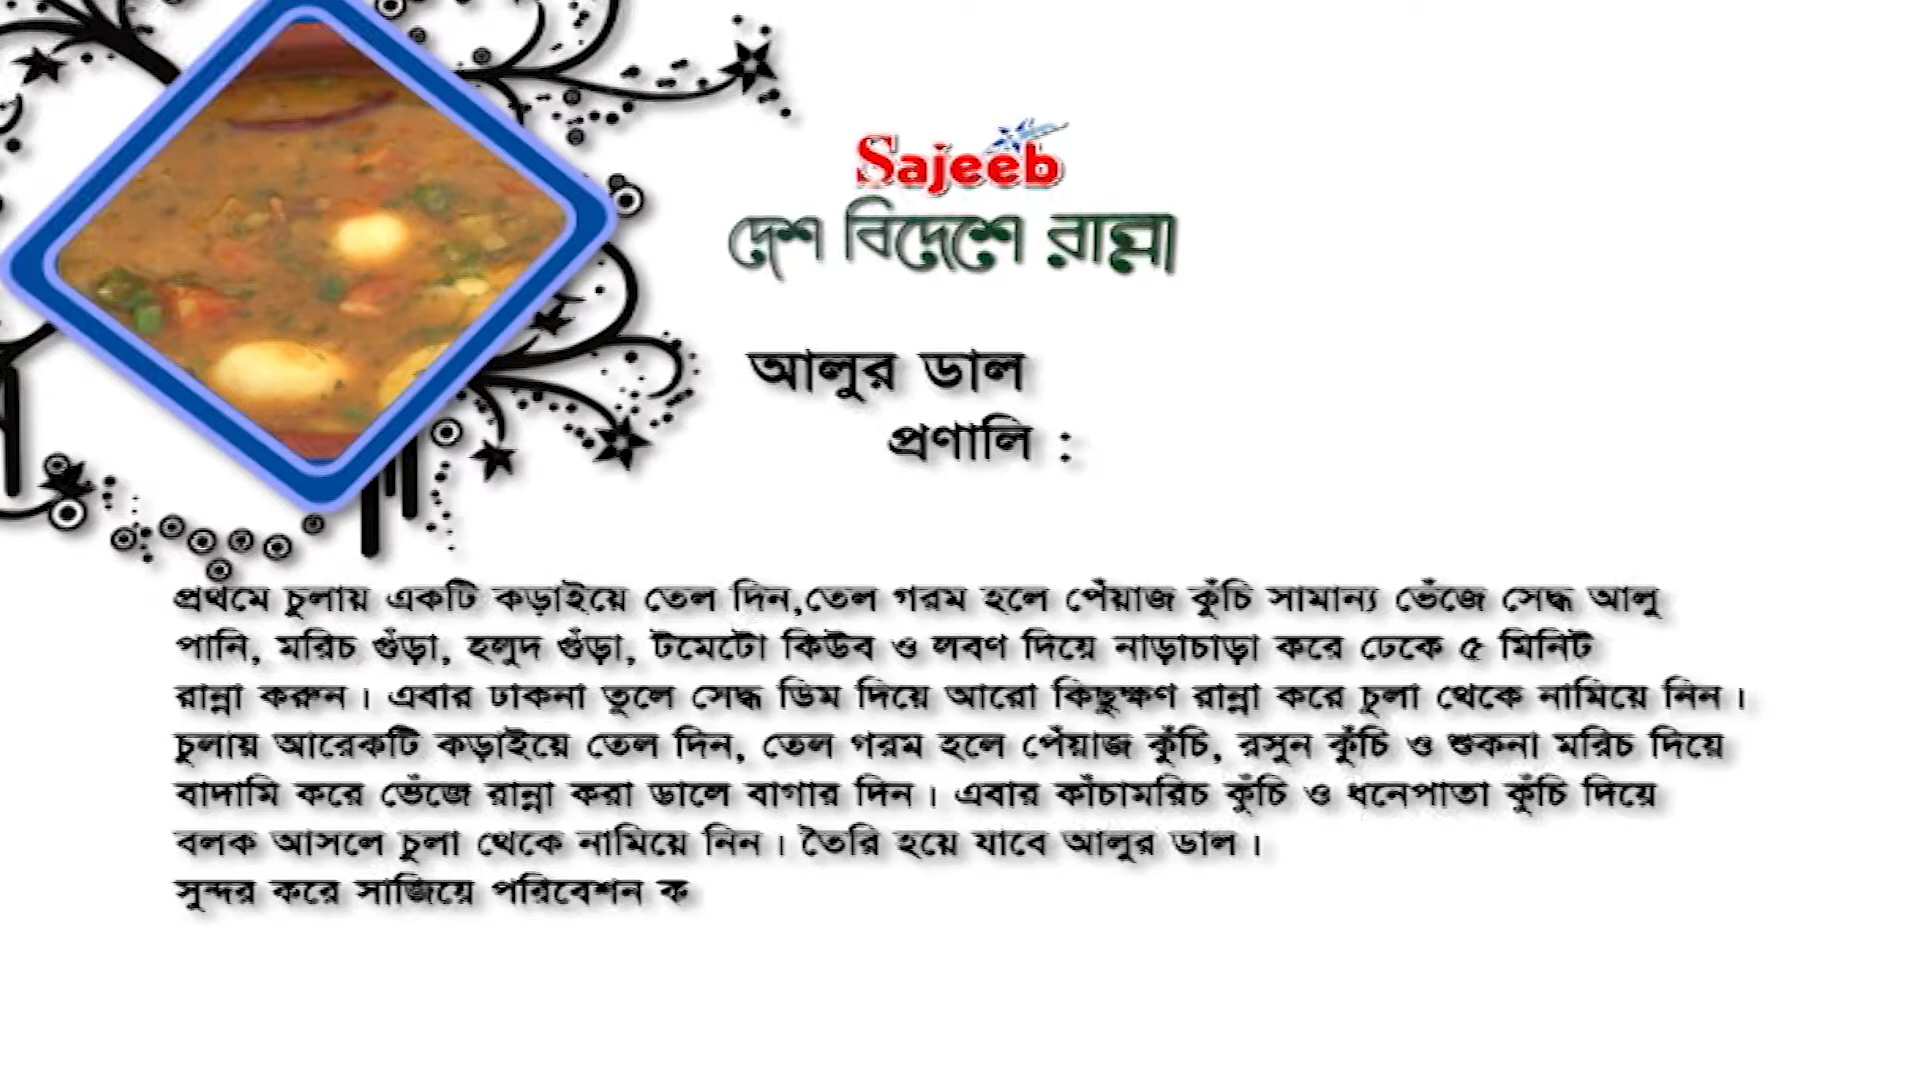 Sajeeb
দেশ বিদেশে রান্না
আলুর ডাল
প্রণালি :
প্রথমে চুলায় একটি কড়াইয়ে তেল দিন,তেল গরম হলে পেঁয়াজ কুঁচি সামান্য ভেঁজে সেদ্ধ আলু
পানি, মরিচ গুঁড়া, হলুদ গুঁড়া, টমেটো কিউব ও লবণ দিয়ে নাড়াচাড়া করে ঢেকে ৫ মিনিট
রান্না করুন। এবার ঢাকনা তুলে সেদ্ধ ডিম দিয়ে আরো কিছুক্ষণ রান্না করে চুলা থেকে নামিয়ে নিন।
চুলায় আরেকটি কড়াইয়ে তেল দিন, তেল গরম হলে পেঁয়াজ কুঁচি, রসুন কুঁচি ও শুকনা মরিচ দিয়ে
বাদামি করে ভেঁজে রান্না করা ডালে বাগার দিন। এবার কাঁচামরিচ কুঁচি ও ধনেপাতা কুঁচি দিয়ে
বলক আসলে চুলা থেকে নামিয়ে নিন। তৈরি হয়ে যাবে আলুর ডাল।
সুন্দর করে সাজিয়ে পরিবেশন ক